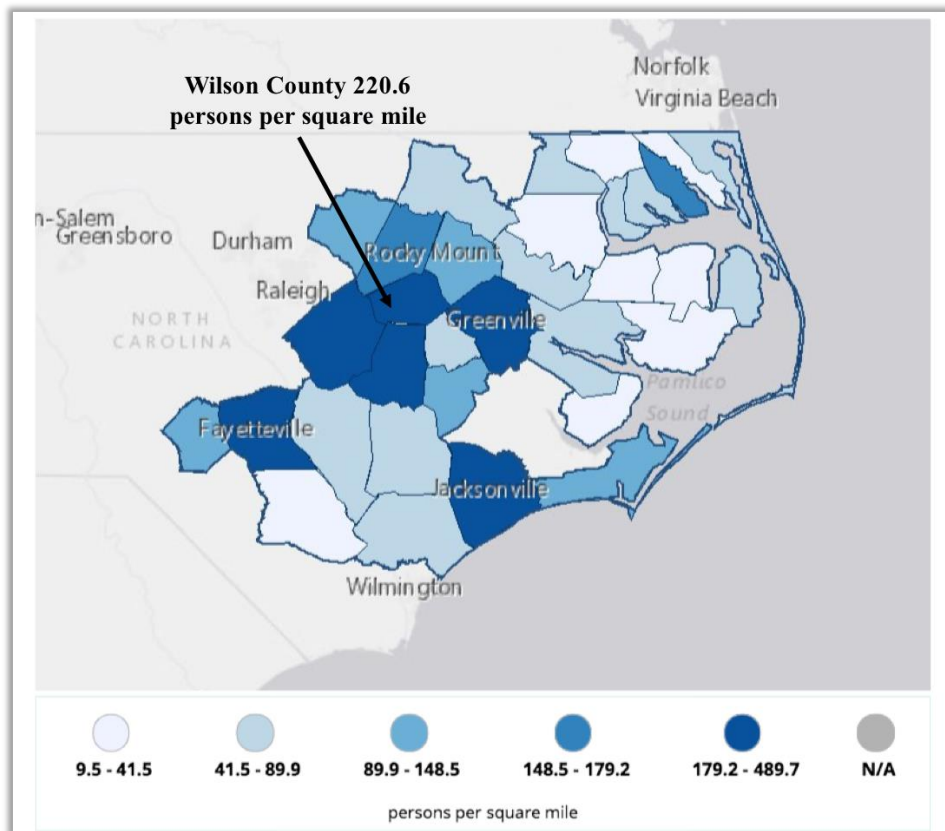 Wilson County 220.6
persons per square mile
Norfolk
Virginia Beach
n-Salem
Greensboro
Durham
Rocky Mount
Raleigh
NORTH
CAROLINA
Greenville
Pamlico
Sound
Fayetteville
Jacksonville
Wilmington
9.5 - 41.5
41.5 - 89.9
89.9 - 148.5
148.5 - 179.2
179.2 - 489.7
N/A
persons per square mile